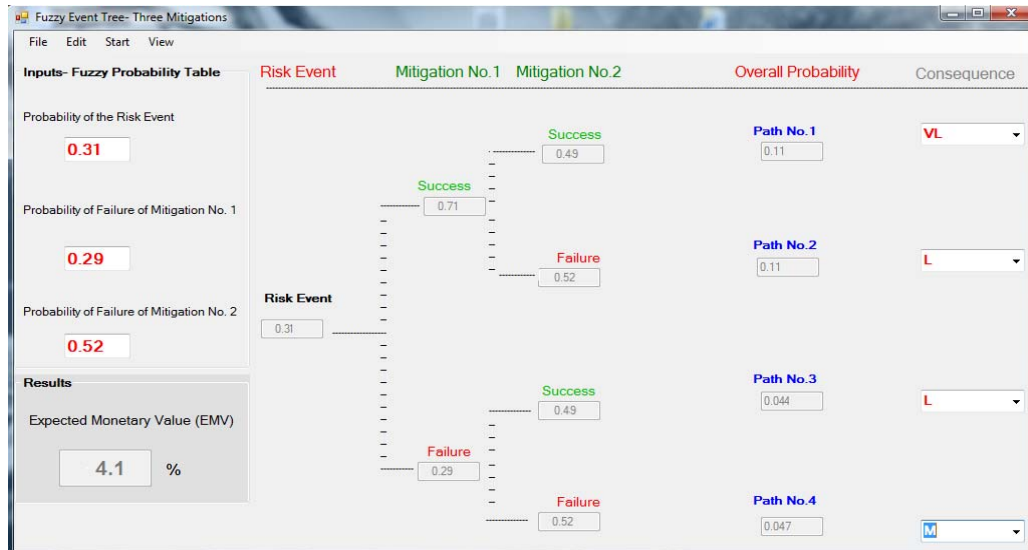 Fuzzy Event Tree- Three Mitigations
File Edit Start View
Inputs- Fuzzy Probability Table
Probability of the Risk Event
0.31
Probability of Failure of Mitigation No. 1
0.29
Probability of Failure of Mitigation No. 2
0.52
Results
Expected Monetary Value (EMV)
4.1 %
Risk Event Mitigation No.1 Mitigation No.2 Overall Probability Consequence
Success
0.49
Path No.1
0.11
VL
Success
0.71
Failure
0.52
Path No.2
0.11
L
Risk Event
0.31
Success
0.49
Path No.3
0.044
L
Failure
0.29
Failure
0.52
Path No.4
0.047
M